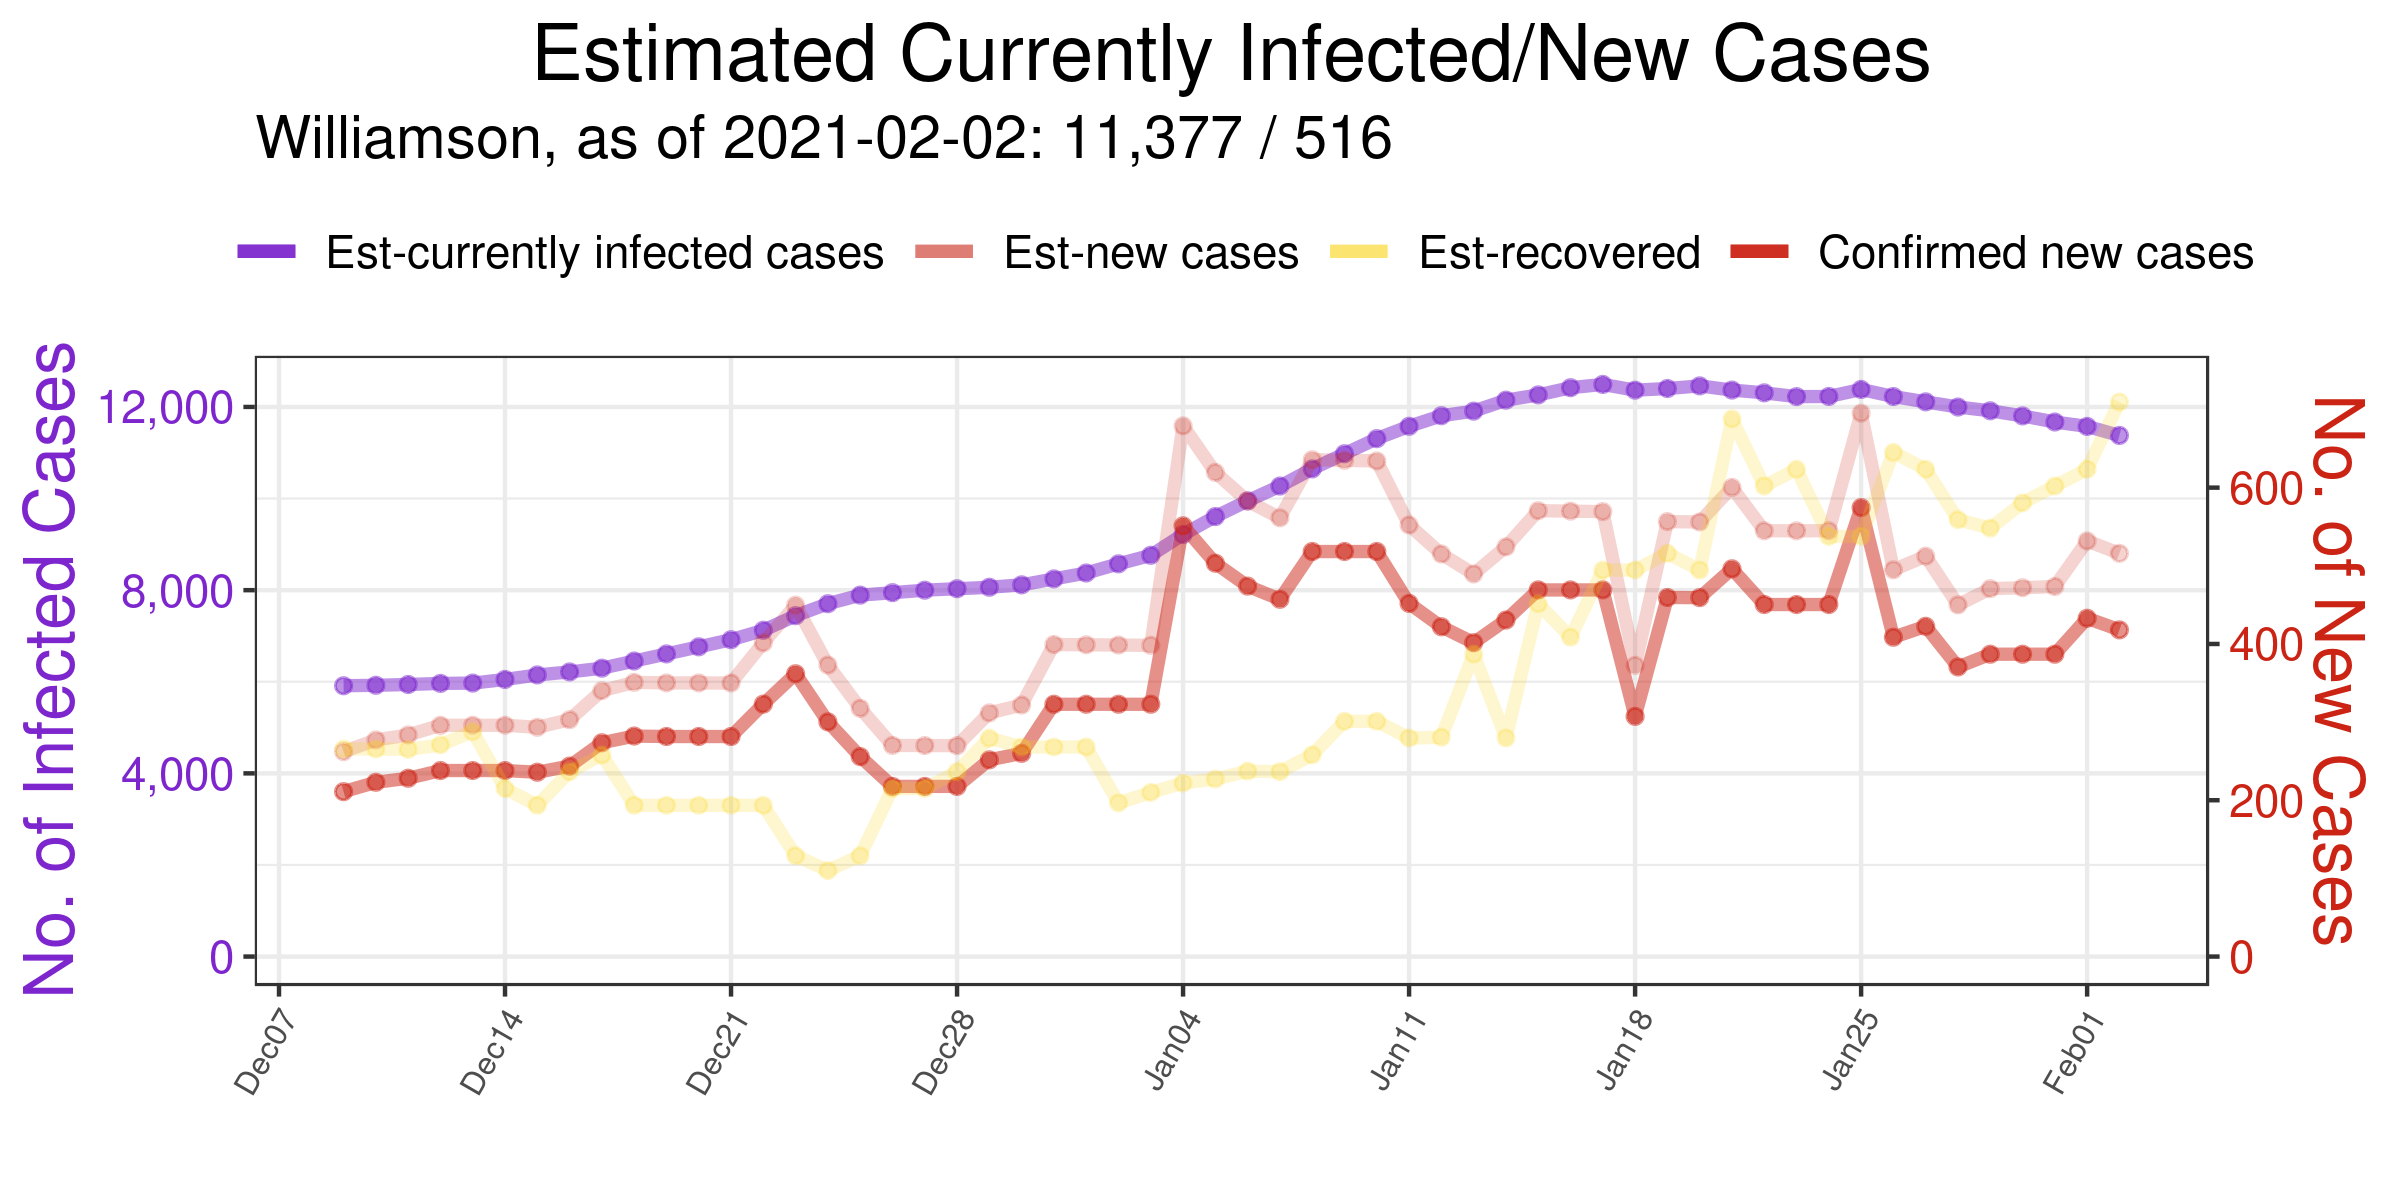 Estimated Currently Infected/New Cases
Williamson, as of 2021-02-02: 11,377 / 516
Est-currently infected cases Est-new cases Est-recovered Confirmed new cases
No. of Infected Cases
12,000
8,000
4,000
0
600
400
200
0
No. of New Cases
Dec07 Dec14 Dec21 Dec28 Jan04 Jan11 Jan18 Jan25 Feb01